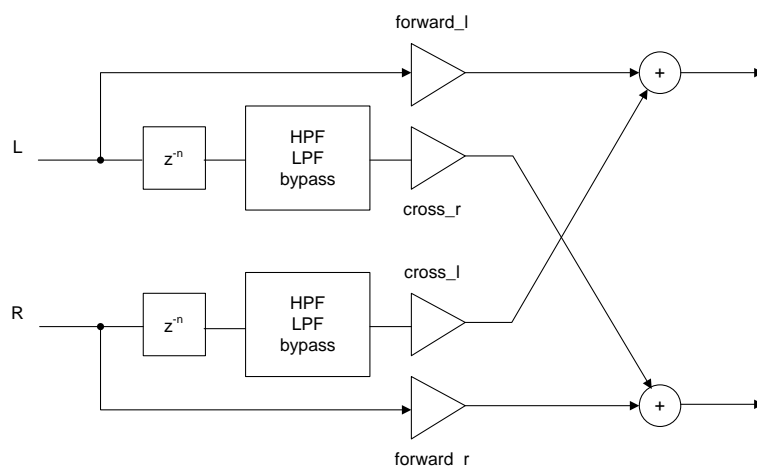 forward_l
+
L
z-n
HPF
LPF
bypass
cross_r
cross_l
R
z-n
HPF
LPF
bypass
+
forward_r